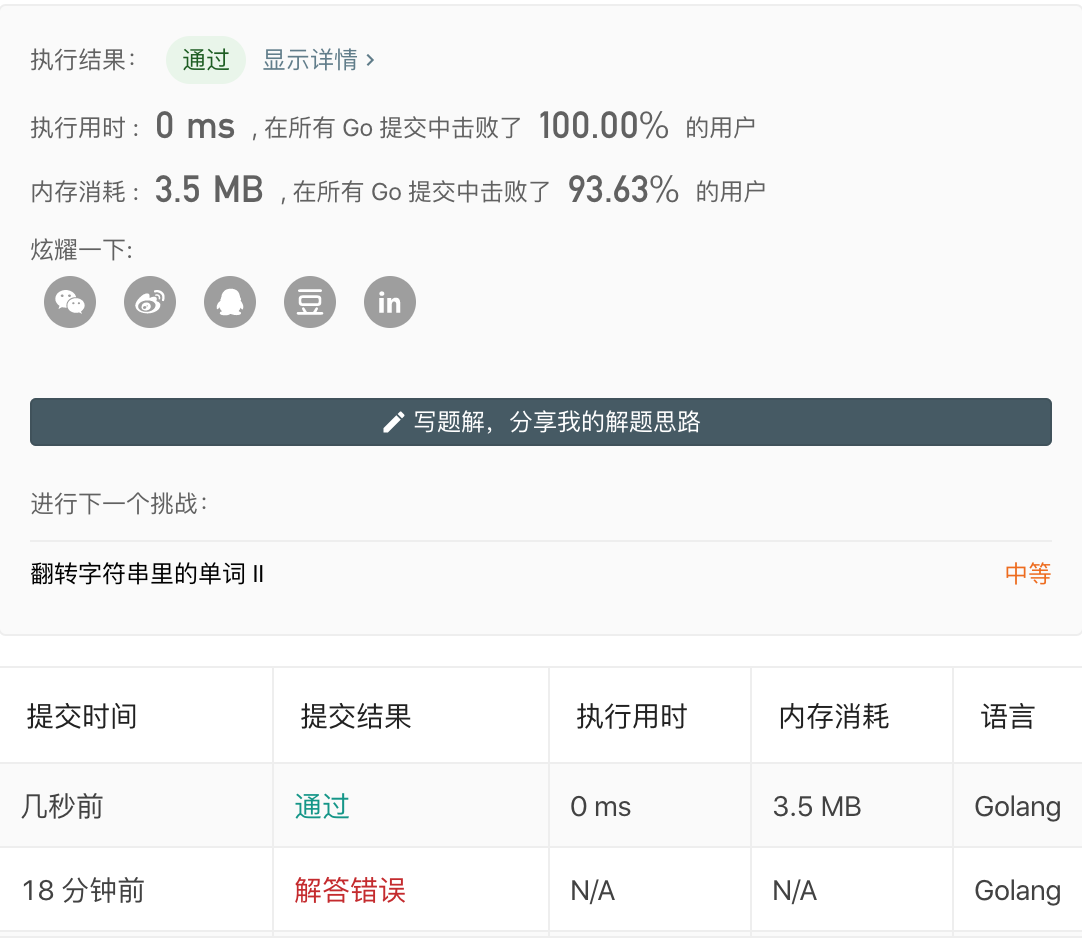 执行结果： 通过 显示详情 ›
执行用时 : 0 ms , 在所有 Go 提交中击败了 100.00% 的用户
内存消耗 : 3.5 MB , 在所有 Go 提交中击败了 93.63% 的用户
炫耀一下:
豆 in
写题解，分享我的解题思路
进行下一个挑战：
翻转字符串里的单词 II 中等
提交时间 提交结果 执行用时 内存消耗 语言
几秒前 通过 0 ms 3.5 MB Golang
18 分钟前 解答错误 N/A N/A Golang